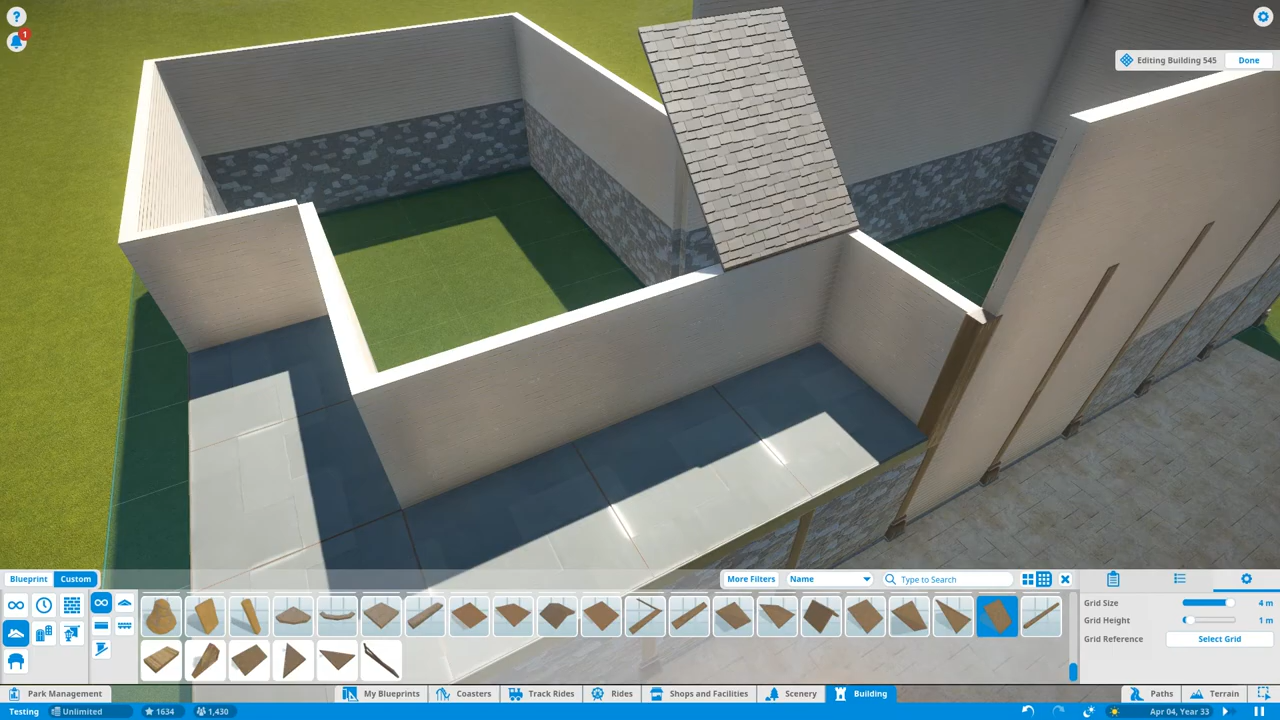 ?
1
Editing Building 545 Done
Blueprint Custom
More Filters Name Type to Search
Grid Size 4 m
Grid Height 1 m
Grid Reference Select Grid
Park Management My Blueprints Coasters Track Rides Rides Shops and Facilities Scenery Building Paths Terrain
Testing Unlimited 1634 1,430 Apr 04, Year 33